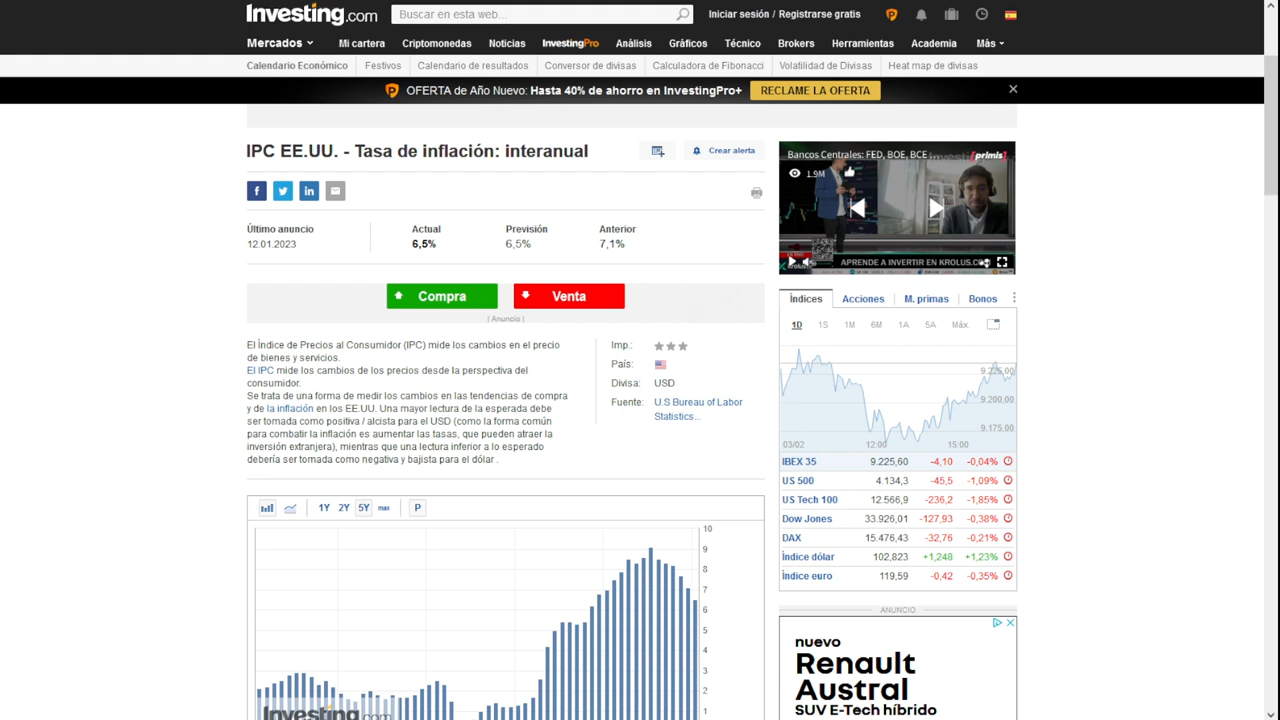 Investing.com
Buscar en esta web...
Iniciar sesión / Registrarse gratis
Mercados
Mi cartera
Criptomonedas
Noticias
InvestingPro
Análisis
Gráficos
Técnico
Brokers
Herramientas
Academia
Más
Calendario Económico
Festivos
Calendario de resultados
Conversor de divisas
Calculadora de Fibonacci
Volatilidad de Divisas
Heat map de divisas
OFERTA de Año Nuevo: Hasta 40% de ahorro en InvestingPro+
RECLAME LA OFERTA
IPC EE.UU. - Tasa de inflación: interanual
Crear alerta
Último anuncio
12.01.2023
Actual
6,5%
Previsión
6,5%
Anterior
7,1%
Compra
Venta
| Anuncio |
El Índice de Precios al Consumidor (IPC) mide los cambios en el precio
de bienes y servicios.
El IPC mide los cambios de los precios desde la perspectiva del
consumidor.
Se trata de una forma de medir los cambios en las tendencias de compra
y de la inflación en los EE.UU. Una mayor lectura de la esperada debe
ser tomada como positiva / alcista para el USD (como la forma común
para combatir la inflación es aumentar las tasas, que pueden atraer la
inversión extranjera), mientras que una lectura inferior a lo esperado
debería ser tomada como negativa y bajista para el dólar .
Imp.:
País:
Divisa: USD
Fuente: U.S Bureau of Labor
Statistics...
1Y 2Y 5Y max P
10
9
8
7
6
5
4
3
2
1
Investing.com
Bancos Centrales: FED, BOE, BCE
primis
1.9M
APRENDE A INVERTIR EN KROLUS.CO
Índices
Acciones
M. primas
Bonos
1D 1S 1M 6M 1A 5A Máx.
9.225,00
9.200,00
9.175,00
03/02 12:00 15:00
IBEX 35 9.225,60 -4,10 -0,04%
US 500 4.134,3 -45,5 -1,09%
US Tech 100 12.566,9 -236,2 -1,85%
Dow Jones 33.926,01 -127,93 -0,38%
DAX 15.476,43 -32,76 -0,21%
Índice dólar 102,823 +1,248 +1,23%
Índice euro 119,59 -0,42 -0,35%
ANUNCIO
nuevo
Renault
Austral
SUV E-Tech híbrido